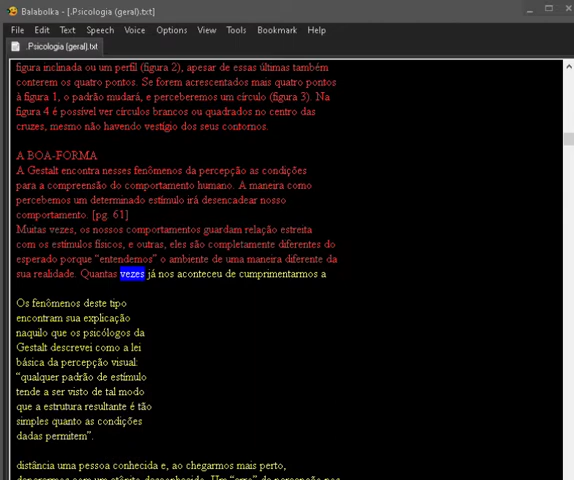 Balabolka - [.Psicologia (geral).txt]
File Edit Text Speech Voice Options View Tools Bookmark Help
.Psicologia (geral).txt
figura inclinada ou um perfil (figura 2), apesar de essas últimas também
conterem os quatro pontos. Se forem acrescentados mais quatro pontos
à figura 1, o padrão mudará, e perceberemos um círculo (figura 3). Na
figura 4 é possível ver círculos brancos ou quadrados no centro das
cruzes, mesmo não havendo vestígio dos seus contornos.
A BOA-FORMA
A Gestalt encontra nesses fenômenos da percepção as condições
para a compreensão do comportamento humano. A maneira como
percebemos um determinado estímulo irá desencadear nosso
comportamento. [pg. 61]
Muitas vezes, os nossos comportamentos guardam relação estreita
com os estímulos físicos, e outras, eles são completamente diferentes do
esperado porque “entendemos” o ambiente de uma maneira diferente da
sua realidade. Quantas vezes já nos aconteceu de cumprimentarmos a
Os fenômenos deste tipo
encontram sua explicação
naquilo que os psicólogos da
Gestalt descrevei como a lei
básica da percepção visual:
“qualquer padrão de estímulo
tende a ser visto de tal modo
que a estrutura resultante é tão
simples quanto as condições
dadas permitem”.
distância uma pessoa conhecida e, ao chegarmos mais perto,